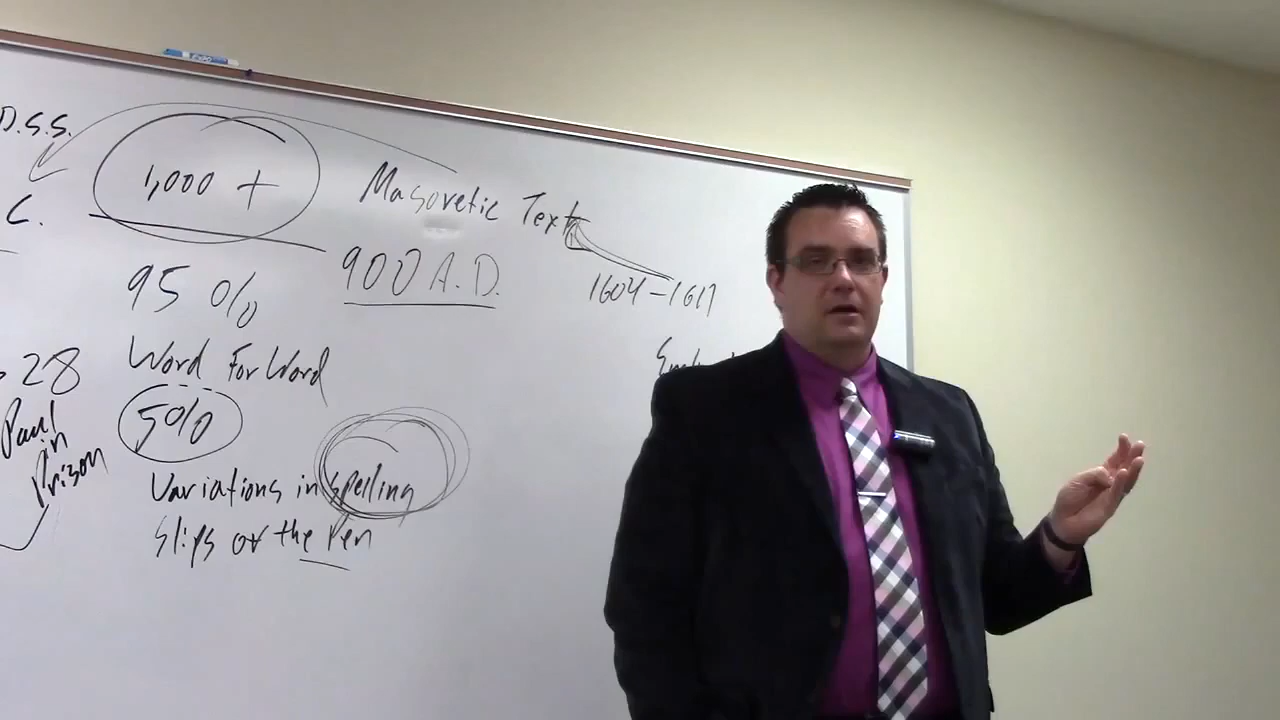 EXPO
D.S.S.
1,000 +
Masoretic Text
C.
900 A.D.
1604-1611
95%
Word For Word
28
5%
Paul
in
Prison
Variations in spelling
Slips of the Pen